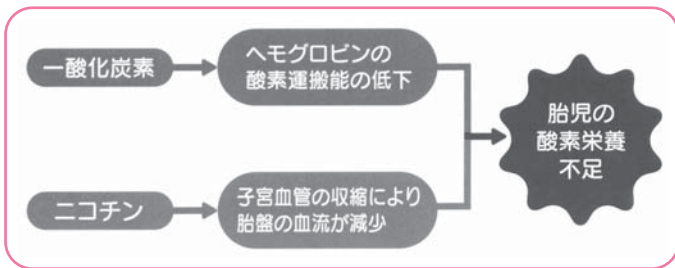 一酸化炭素
ヘモグロビンの
酸素運搬能の低下
ニコチン
子宮血管の収縮により
胎盤の血流が減少
胎児の
酸素栄養
不足